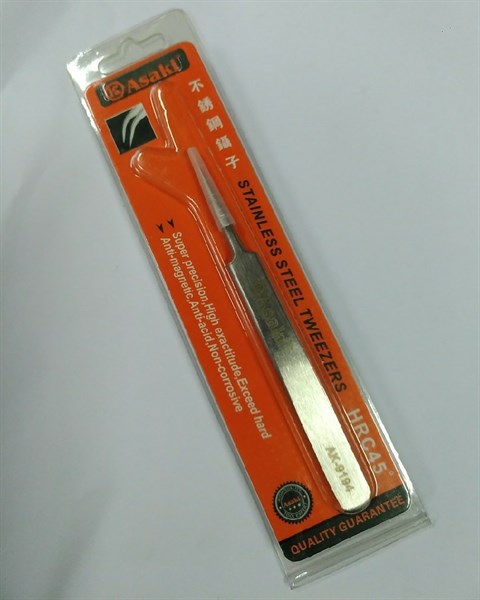 Asaki
不銹鋼鑷子
STAINLESS STEEL TWEEZERS
HRC45°
Super precision,High exactitude,Exceed hard
Anti-magnetic,Anti-acid,Non-corrosive
AK-9194
Asaki
QUALITY GUARANTEE